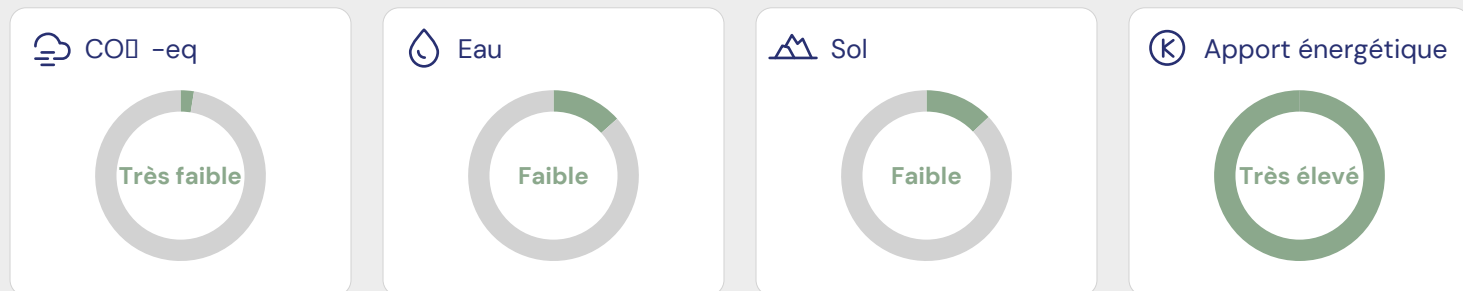 CO▯ -eq
Très faible
Eau
Faible
Sol
Faible
Apport énergétique
Très élevé